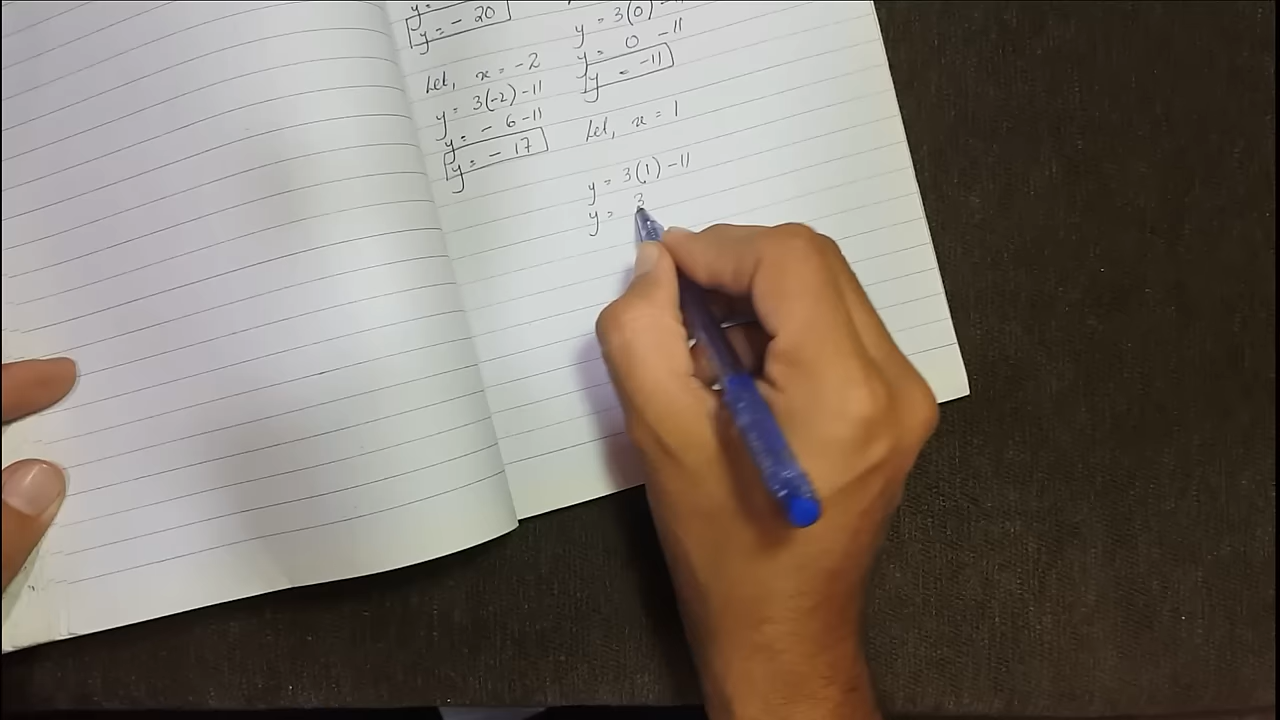 y =
y = - 20
Let, x = -2
y = 3(-2) -11
y = - 6 -11
y = - 17
y = 3(0) -11
y = 0 -11
y = -11
Let, x = 1
y = 3(1) -11
y = 3